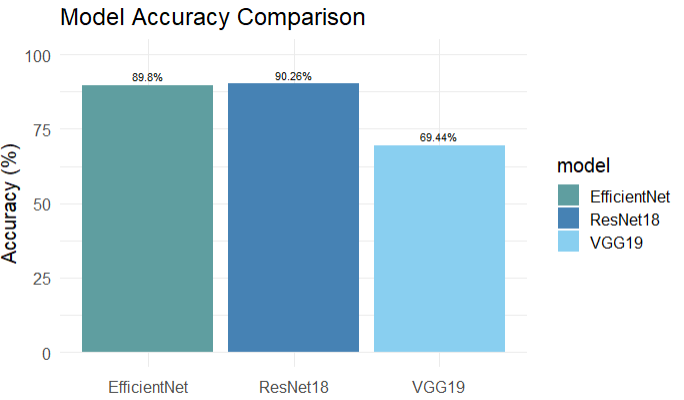 Model Accuracy Comparison
Accuracy (%)
100
75
50
25
0
89.8%
90.26%
69.44%
EfficientNet
ResNet18
VGG19
model
EfficientNet
ResNet18
VGG19